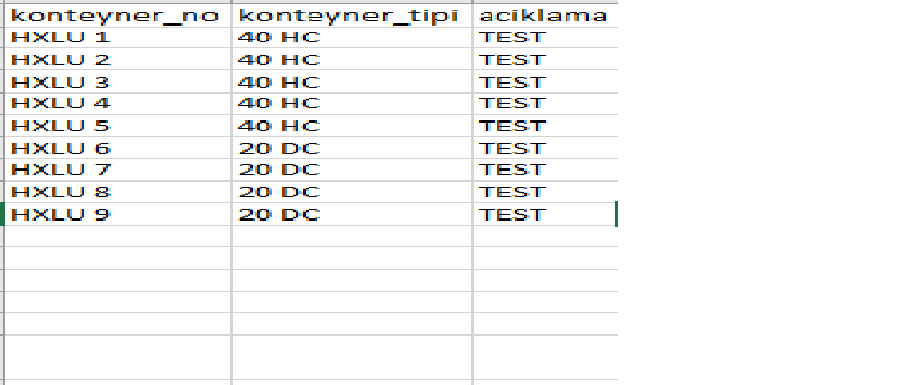 konteyner_no konteyner_tipi aciklama
HXLU 1 40 HC TEST
HXLU 2 40 HC TEST
HXLU 3 40 HC TEST
HXLU 4 40 HC TEST
HXLU 5 40 HC TEST
HXLU 6 20 DC TEST
HXLU 7 20 DC TEST
HXLU 8 20 DC TEST
HXLU 9 20 DC TEST